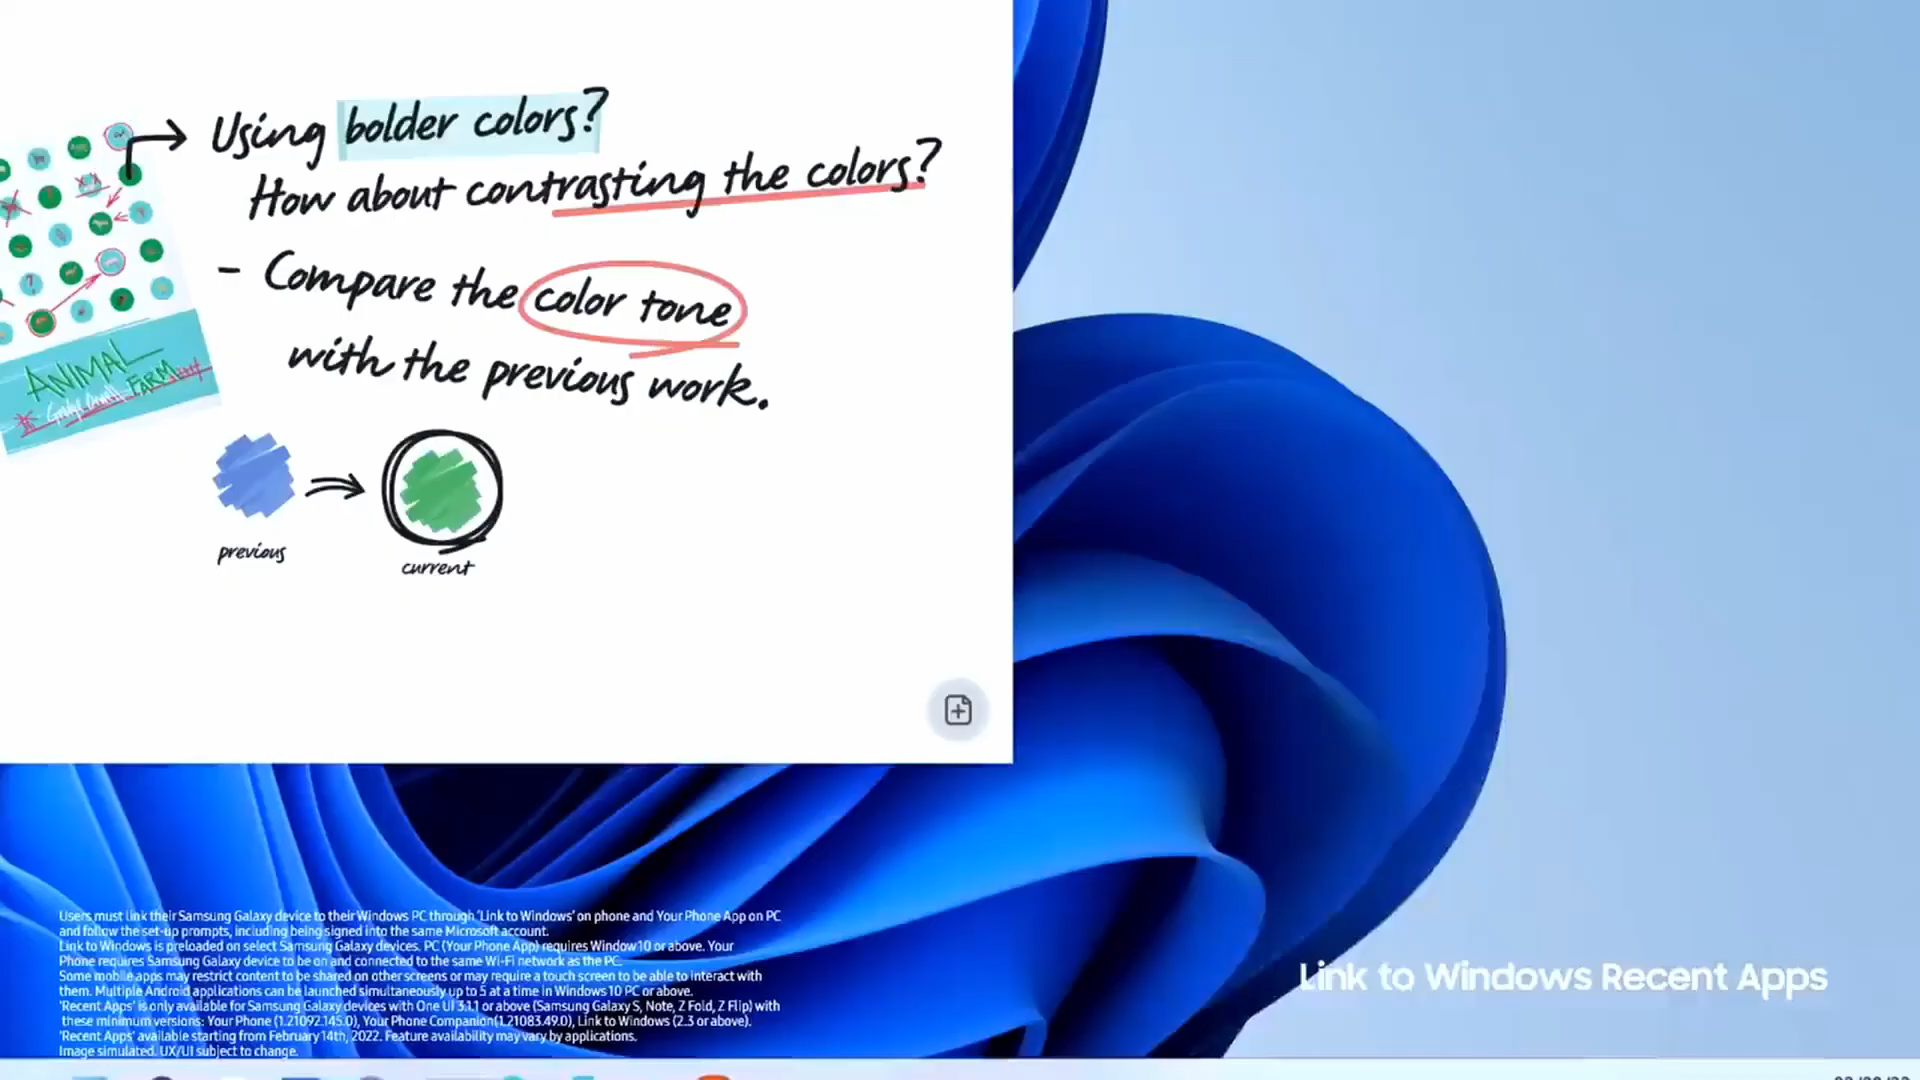 Using bolder colors?
How about contrasting the colors?
- Compare the color tone
with the previous work.
ANIMAL
FARM
previous
current
Users must link their Samsung Galaxy device to their Windows PC through 'Link to Windows' on phone and Your Phone App on PC
and follow the set-up prompts, including being signed into the same Microsoft account.
Link to Windows is preloaded on select Samsung Galaxy devices. PC (Your Phone App) requires Window10 or above. Your
Phone requires Samsung Galaxy device to be on and connected to the same Wi-Fi network as the PC.
Some mobile apps may restrict content to be shared on other screens or may require a touch screen to be able to interact with
them. Multiple Android applications can be launched simultaneously up to 5 at a time in Windows 10 PC or above.
'Recent Apps' is only available for Samsung Galaxy devices with One UI 3.1.1 or above (Samsung Galaxy S, Note, Z Fold, Z Flip) with
these minimum versions: Your Phone (1.21092.145.0), Your Phone Companion(1.21083.49.0), Link to Windows (2.3 or above).
'Recent Apps' available starting from February 14th, 2022. Feature availability may vary by applications.
Image simulated. UX/UI subject to change.
Link to Windows Recent Apps